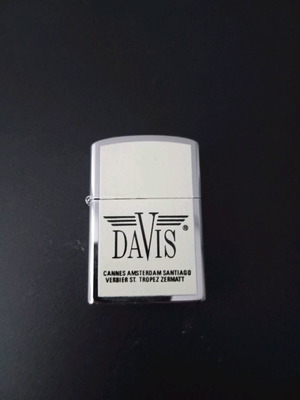 DAVIS®
CANNES AMSTERDAM SANTIAGO
VERBIER ST. TROPEZ ZERMATT